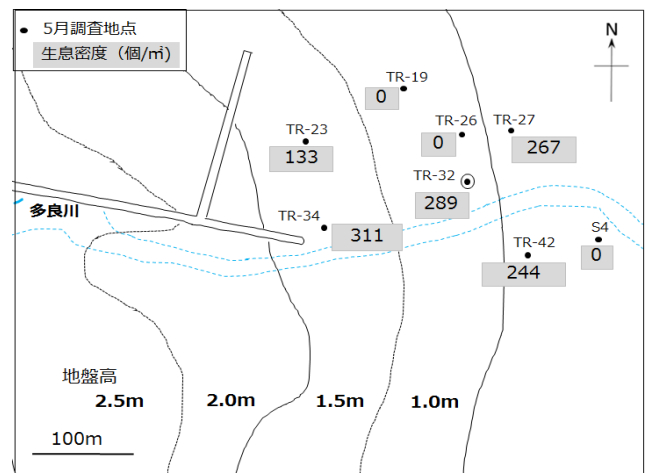 5月調査地点
生息密度（個/㎡）
N
TR-19
0
TR-26
0
TR-27
267
TR-23
133
TR-32
289
多良川
TR-34
311
S4
0
TR-42
244
地盤高
2.5m
2.0m
1.5m
1.0m
100m